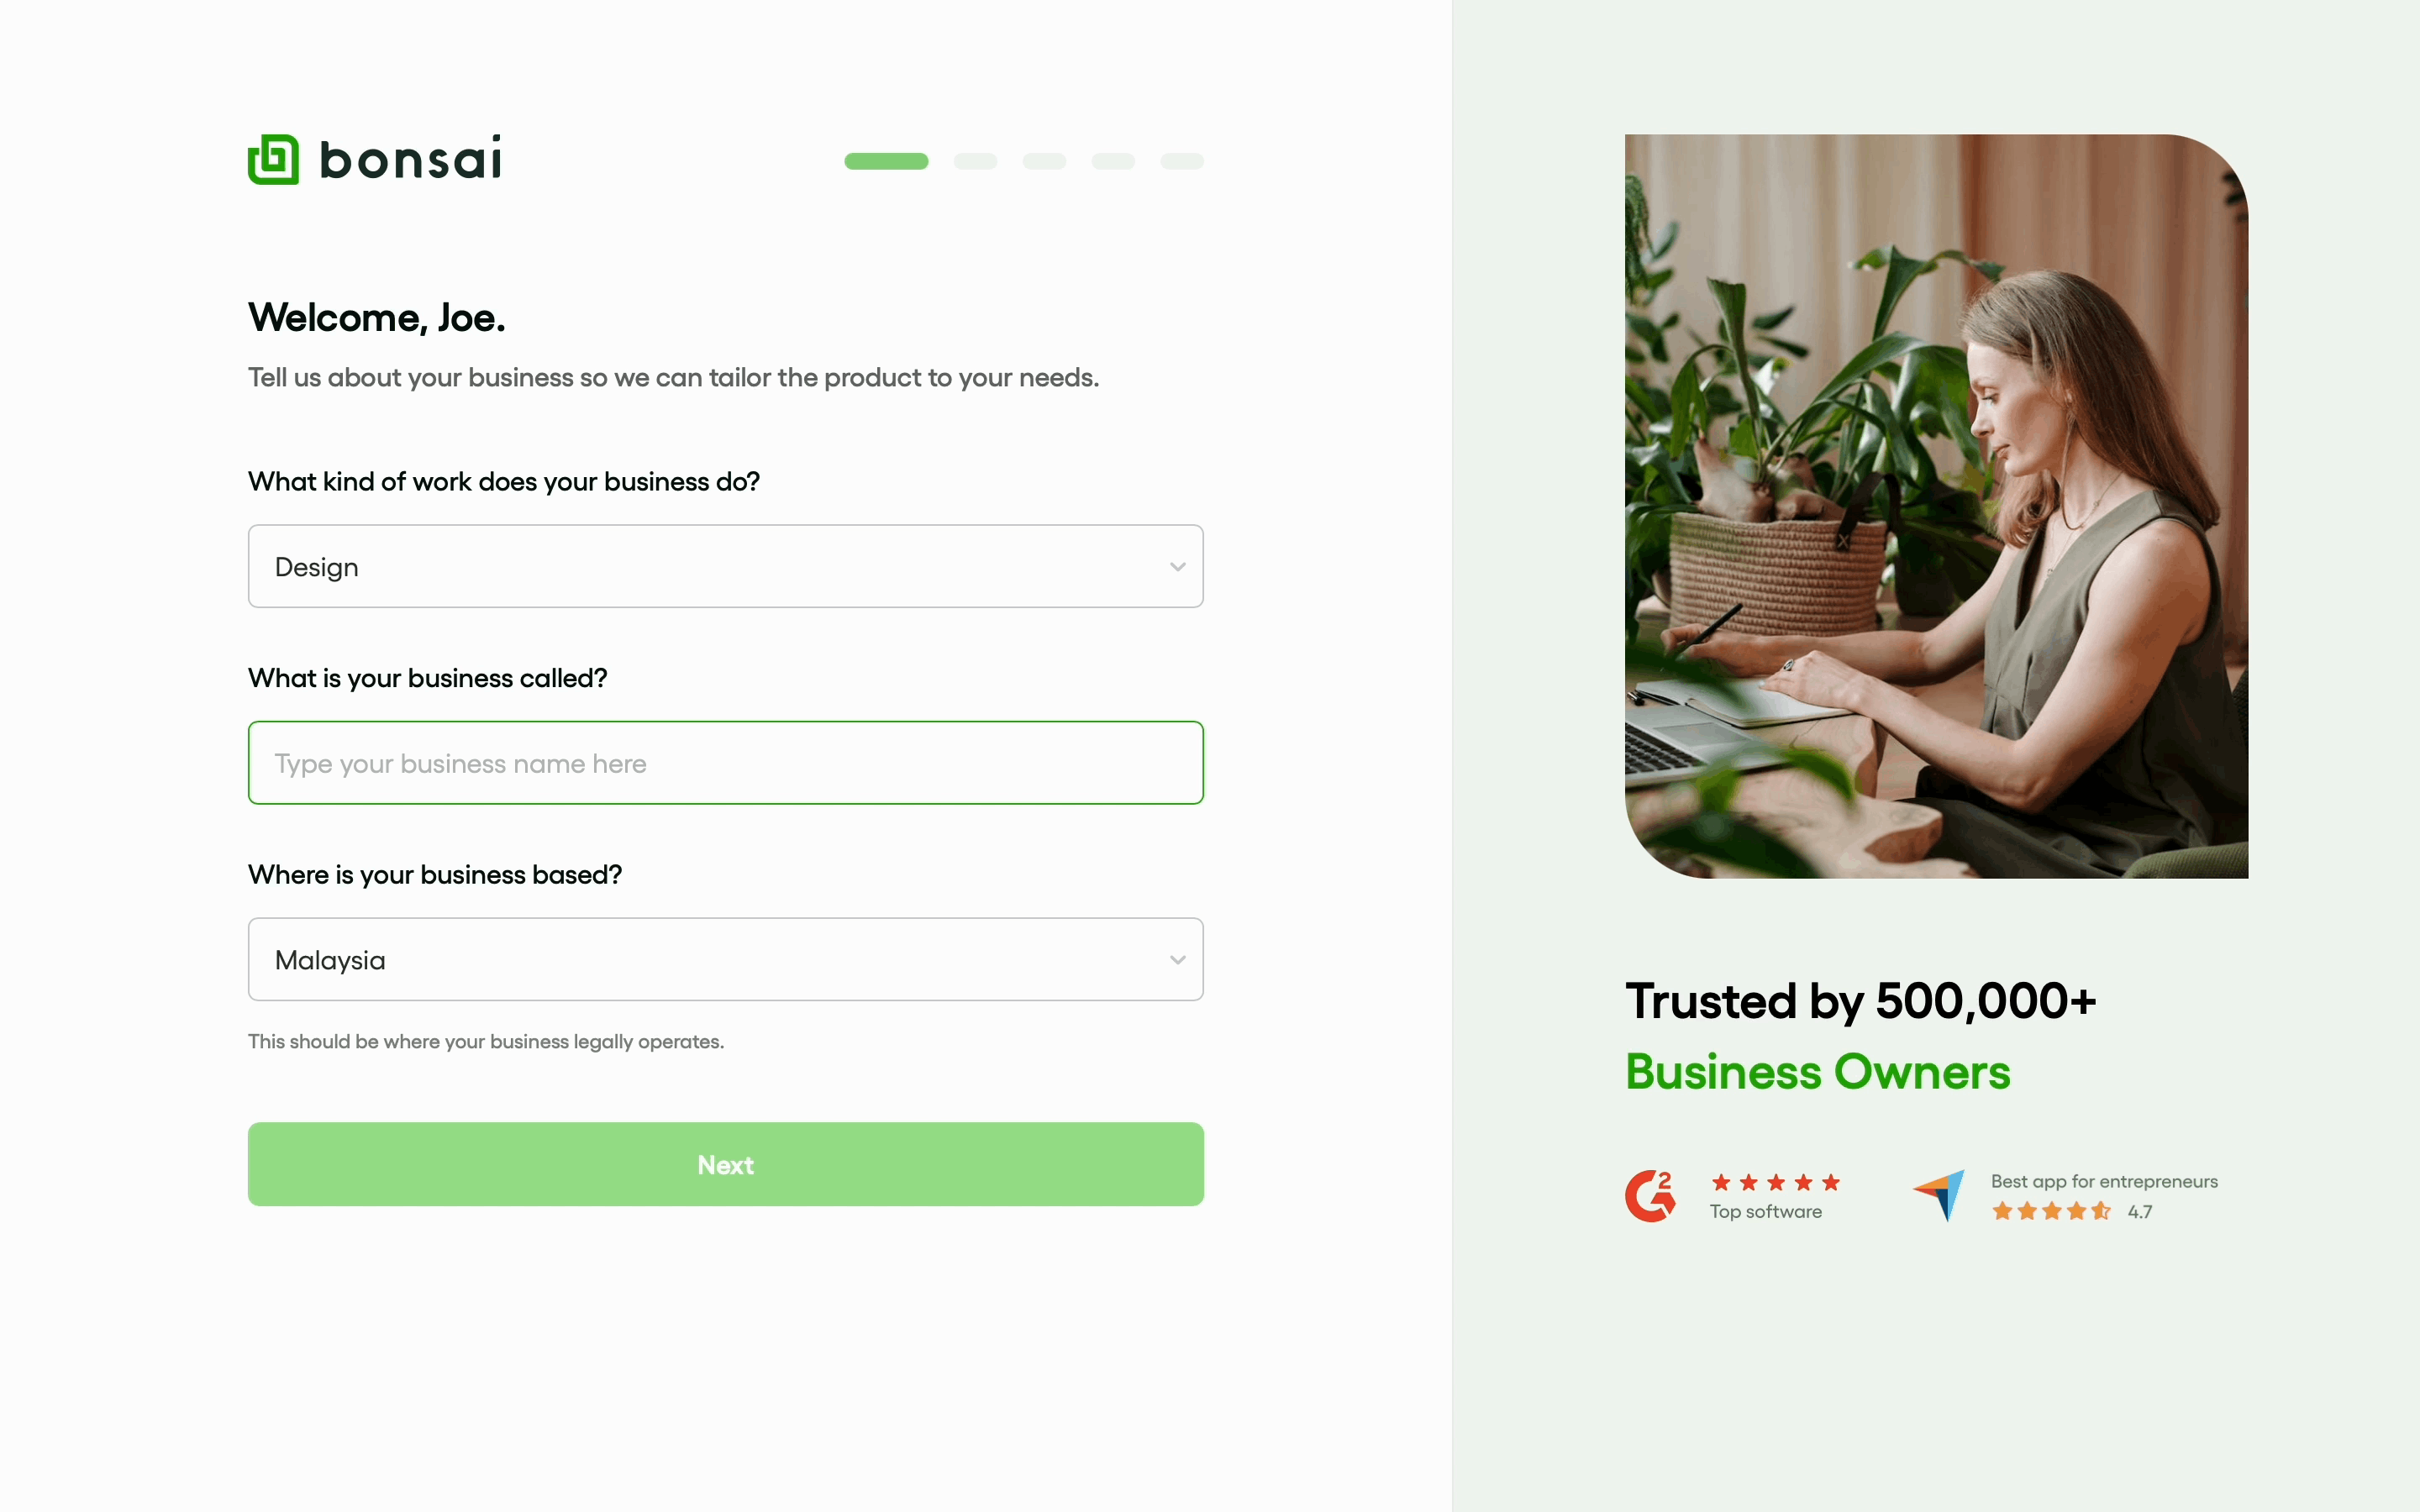 bonsai
Welcome, Joe.
Tell us about your business so we can tailor the product to your needs.
What kind of work does your business do?
Design
What is your business called?
Type your business name here
Where is your business based?
Malaysia
This should be where your business legally operates.
Next
Trusted by 500,000+
Business Owners
G2
Top software
Best app for entrepreneurs
4.7